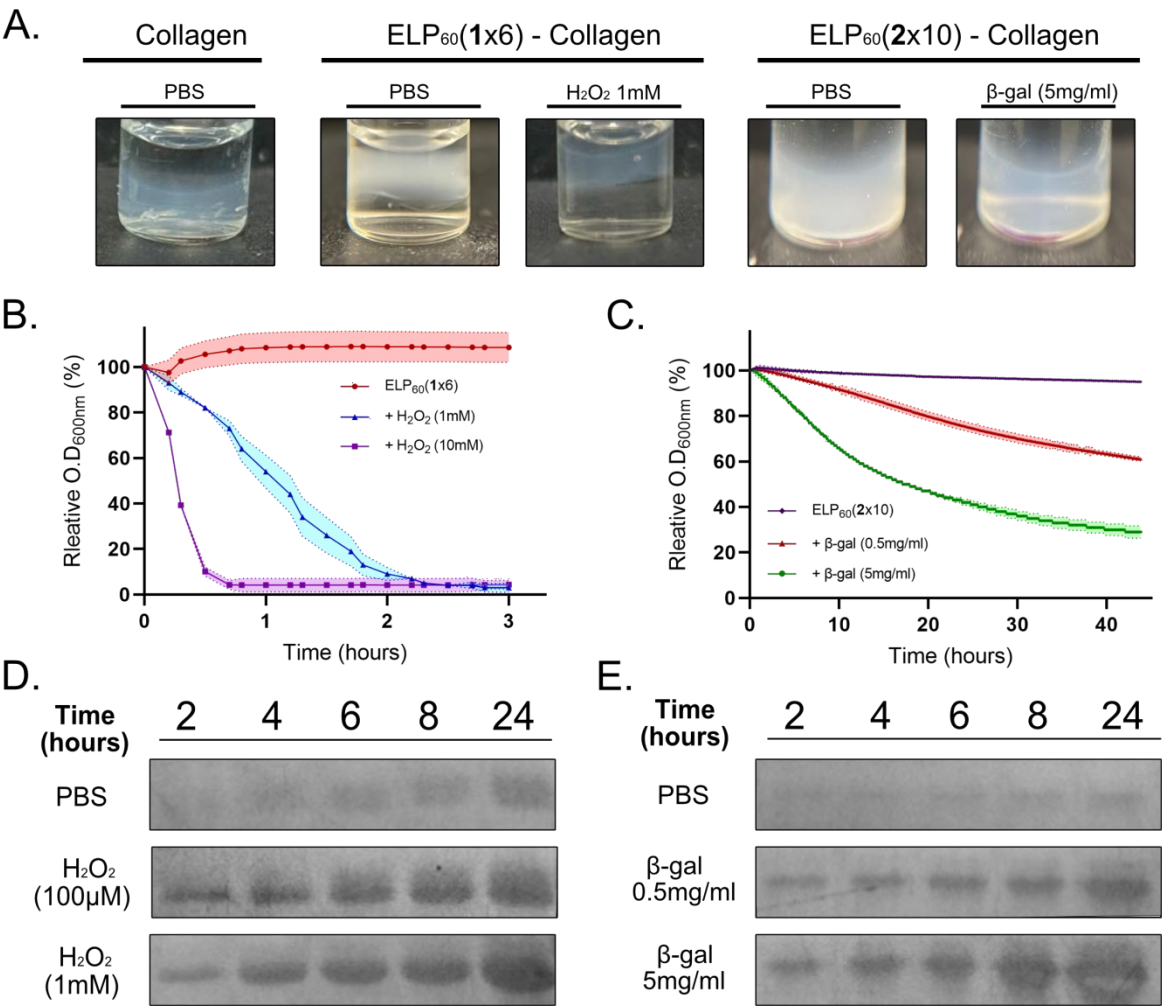 A.
Collagen
ELP₆₀(1x6) - Collagen
ELP₆₀(2x10) - Collagen
PBS
PBS
H₂O₂ 1mM
PBS
β-gal (5mg/ml)
B.
Rleative O.D600nm (%)
100
80
60
40
20
0
0
1
2
3
Time (hours)
ELP₆₀(1x6)
+ H₂O₂ (1mM)
+ H₂O₂ (10mM)
C.
Rleative O.D600nm (%)
100
80
60
40
20
0
0
10
20
30
40
Time (hours)
ELP₆₀(2x10)
+ β-gal (0.5mg/ml)
+ β-gal (5mg/ml)
D.
Time
(hours)
2 4 6 8 24
PBS
H₂O₂
(100μM)
H₂O₂
(1mM)
E.
Time
(hours)
2 4 6 8 24
PBS
β-gal
0.5mg/ml
β-gal
5mg/ml